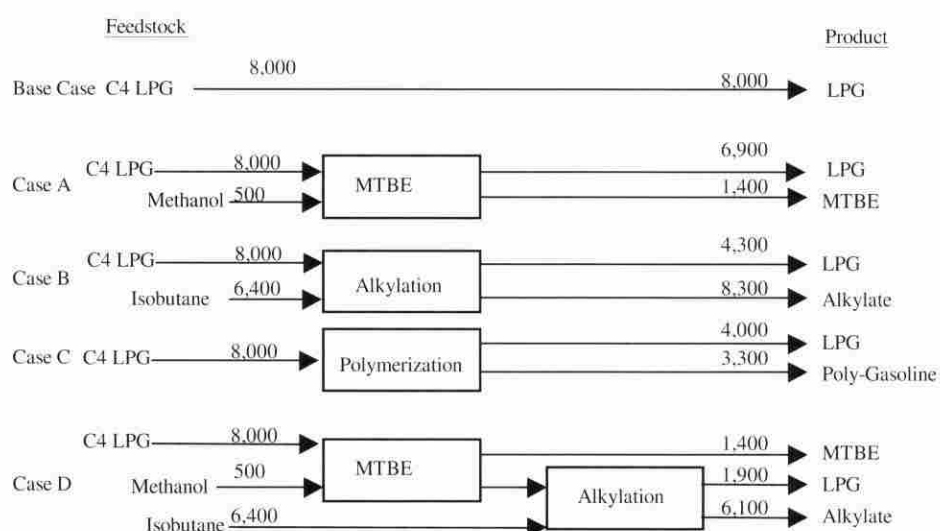 Feedstock
Product
8,000
Base Case C4 LPG
8,000
LPG
Case A
C4 LPG
8,000
Methanol
500
MTBE
6,900
LPG
1,400
MTBE
Case B
C4 LPG
8,000
Isobutane
6,400
Alkylation
4,300
LPG
8,300
Alkylate
Case C
C4 LPG
8,000
Polymerization
4,000
LPG
3,300
Poly-Gasoline
Case D
C4 LPG
8,000
Methanol
500
Isobutane
6,400
MTBE
Alkylation
1,400
MTBE
1,900
LPG
6,100
Alkylate